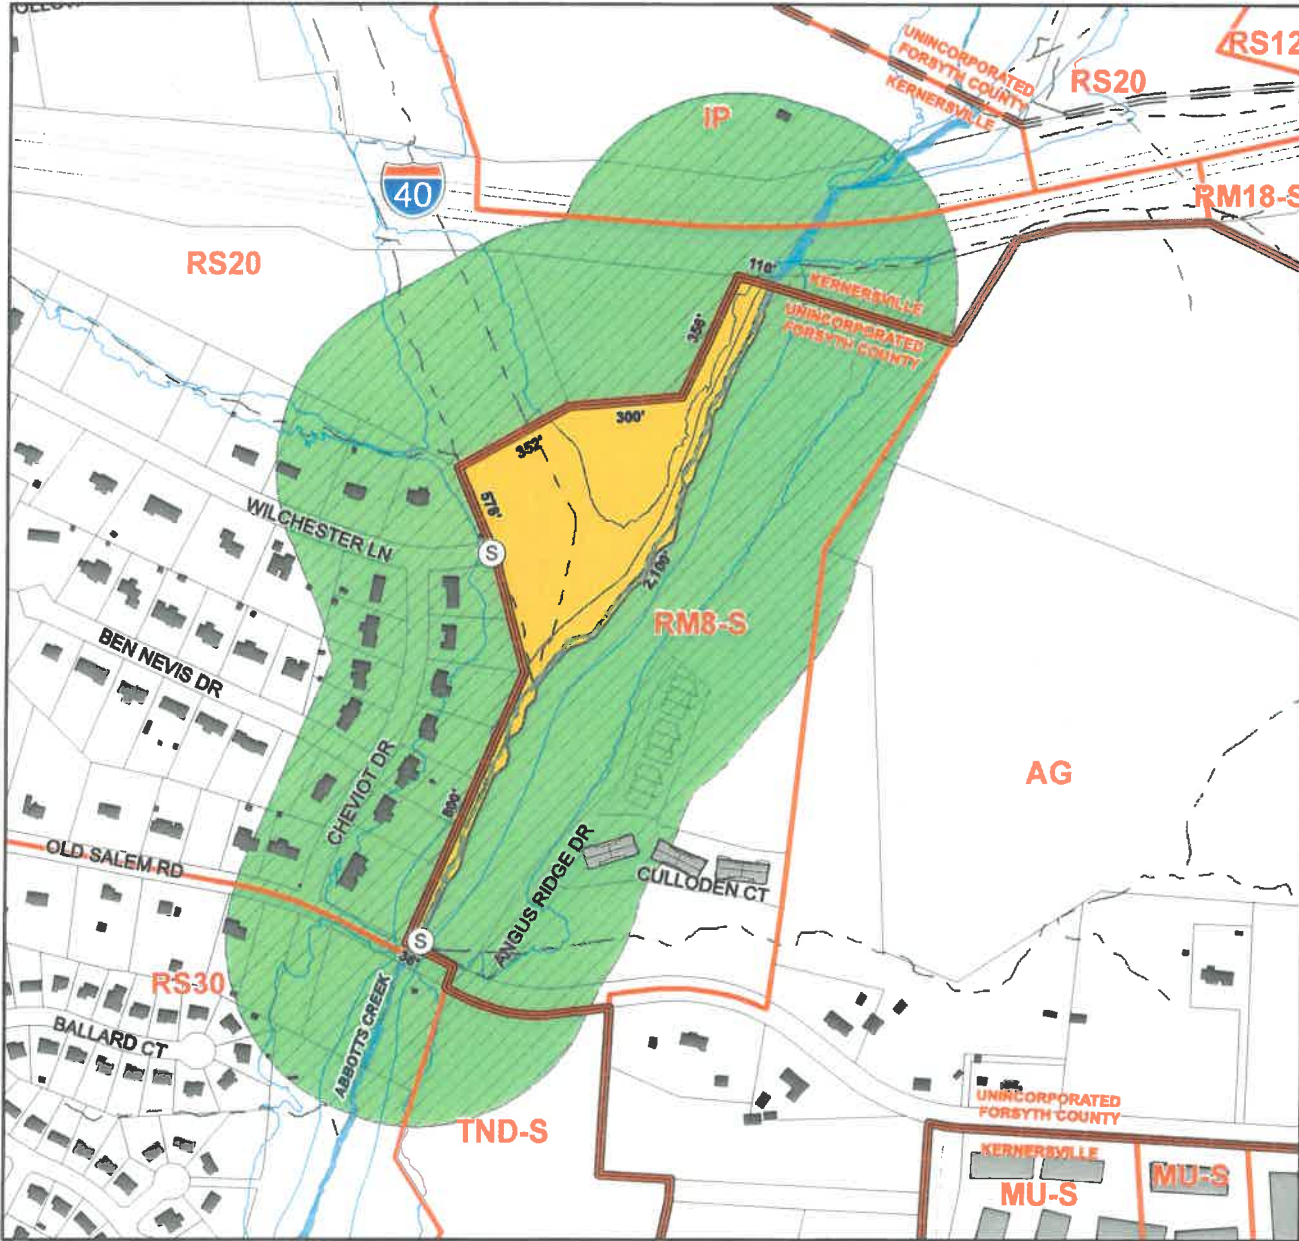 UNINCORPORATED
FORSYTH COUNTY
KERNERSVILLE
RS12
RS20
IP
40
RM18-S
RS20
110'
KERNERSVILLE
UNINCORPORATED
FORSYTH COUNTY
358'
300'
352'
578'
WILCHESTER LN
S
2,100'
RM8-S
BEN NEVIS DR
CHEVIOT DR
800'
AG
OLD SALEM RD
ANGUS RIDGE DR
CULLODEN CT
S
RS30
ABBOTTS CREEK
BALLARD CT
TND-S
UNINCORPORATED
FORSYTH COUNTY
KERNERSVILLE
MU-S
MU-S